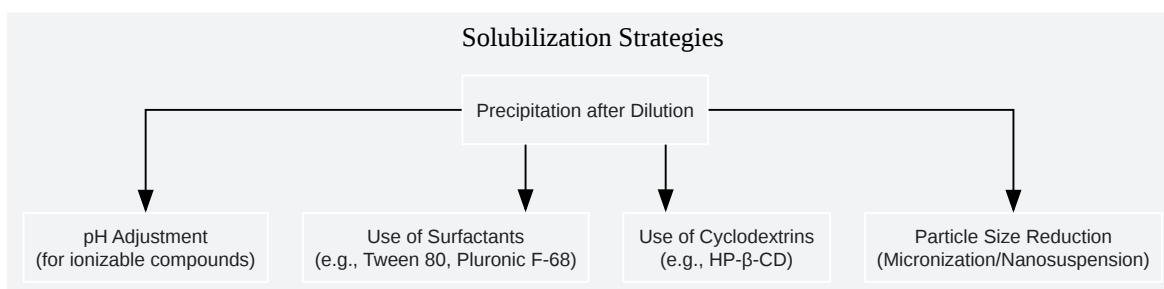 Solubilization Strategies
Precipitation after Dilution
pH Adjustment
(for ionizable compounds)
Use of Surfactants
(e.g., Tween 80, Pluronic F-68)
Use of Cyclodextrins
(e.g., HP-β-CD)
Particle Size Reduction
(Micronization/Nanosuspension)